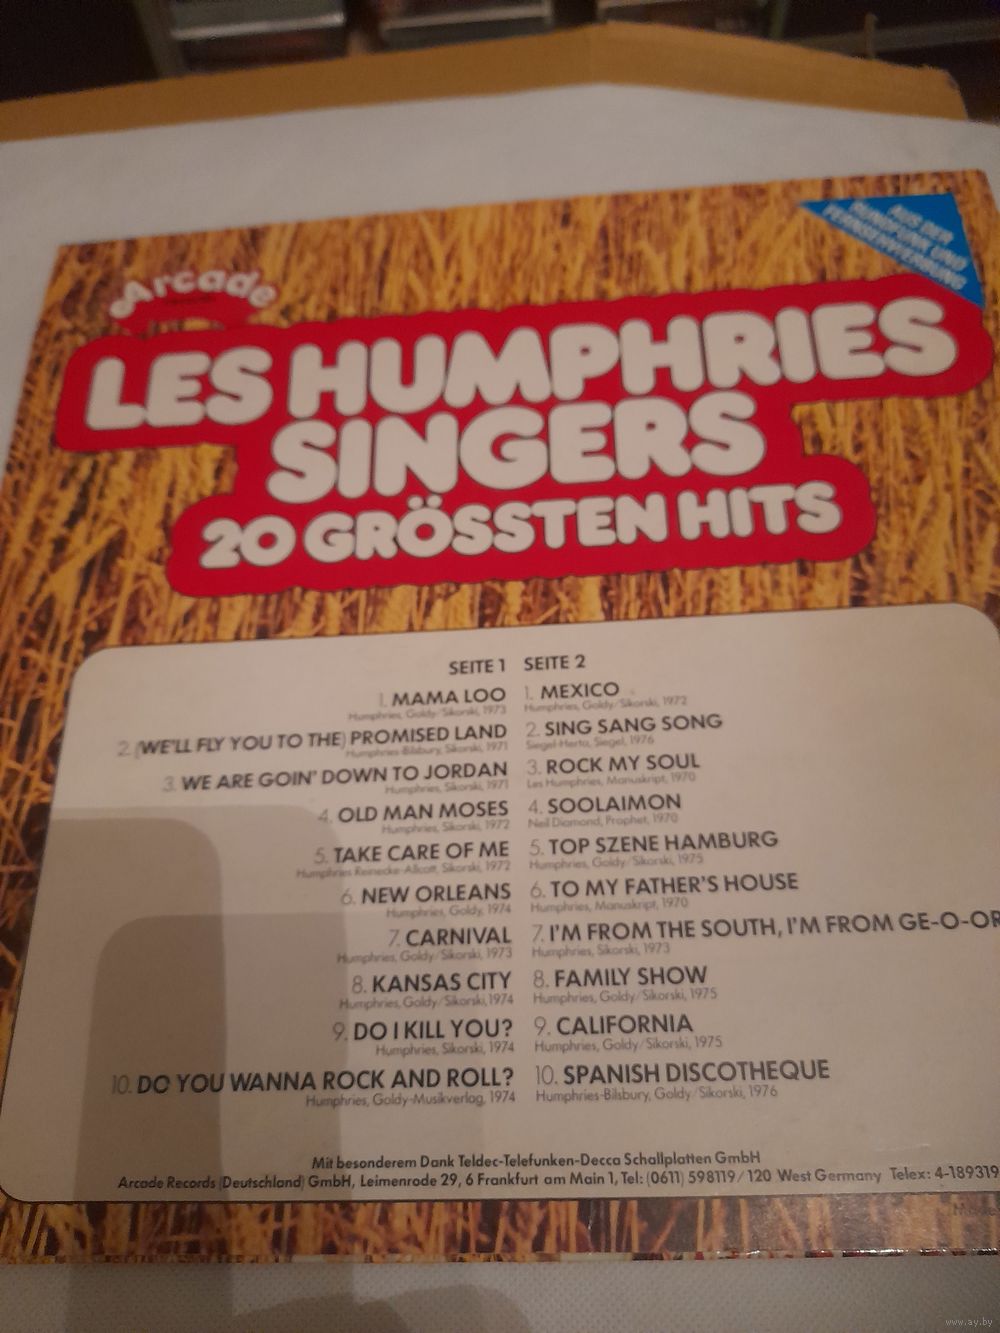 AUS DER
RUNDFUNK UND
FERNSEHWERBUNG
Arcade
LES HUMPHRIES
SINGERS
20 GRÖSSTEN HITS
SEITE 1
1. MAMA LOO
Humphries, Goldy/Sikorski, 1973
2. (WE'LL FLY YOU TO THE) PROMISED LAND
Humphries-Bilsbury, Sikorski, 1971
3. WE ARE GOIN' DOWN TO JORDAN
Humphries, Sikorski, 1971
4. OLD MAN MOSES
Humphries, Sikorski, 1972
5. TAKE CARE OF ME
Humphries Reinecke-Allcott, Sikorski, 1972
6. NEW ORLEANS
Humphries, Goldy, 1974
7. CARNIVAL
Humphries, Goldy/Sikorski, 1973
8. KANSAS CITY
Humphries, Goldy/Sikorski, 1974
9. DO I KILL YOU?
Humphries, Sikorski, 1974
10. DO YOU WANNA ROCK AND ROLL?
Humphries, Goldy-Musikverlag, 1974
SEITE 2
1. MEXICO
Humphries, Goldy/Sikorski, 1972
2. SING SANG SONG
Siegel-Herta, Siegel, 1976
3. ROCK MY SOUL
Les Humphries, Manuskript, 1970
4. SOOLAIMON
Neil Diamond, Prophet, 1970
5. TOP SZENE HAMBURG
Humphries, Goldy/Sikorski, 1975
6. TO MY FATHER'S HOUSE
Humphries, Manuskript, 1970
7. I'M FROM THE SOUTH, I'M FROM GE-O-OR
Humphries, Sikorski, 1973
8. FAMILY SHOW
Humphries, Goldy/Sikorski, 1975
9. CALIFORNIA
Humphries, Goldy/Sikorski, 1975
10. SPANISH DISCOTHEQUE
Humphries-Bilsbury, Goldy/Sikorski, 1976
Mit besonderem Dank Teldec-Telefunken-Decca Schallplatten GmbH
Arcade Records (Deutschland) GmbH, Leimenrode 29, 6 Frankfurt am Main 1, Tel: (0611) 598119/120 West Germany Telex: 4-189319
www.ay.by